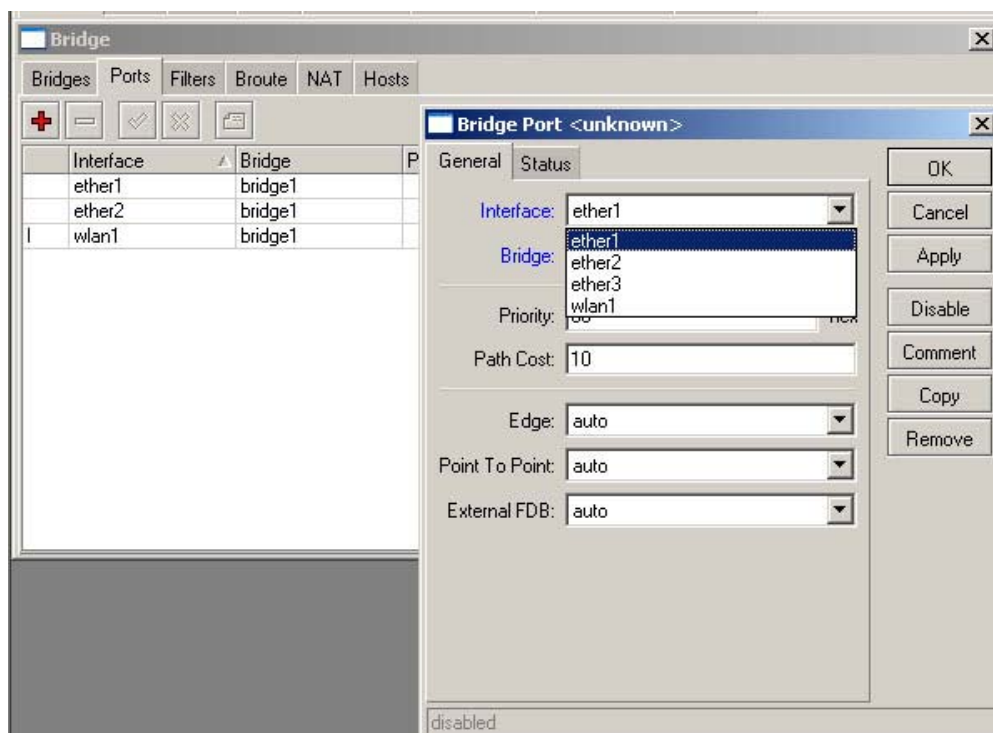 Bridge
Bridges Ports Filters Broute NAT Hosts
Interface Bridge P
ether1 bridge1
ether2 bridge1
I wlan1 bridge1
Bridge Port <unknown>
General Status
Interface: ether1
ether1
ether2
ether3
wlan1
Bridge:
Priority:
Path Cost: 10
Edge: auto
Point To Point: auto
External FDB: auto
OK
Cancel
Apply
Disable
Comment
Copy
Remove
disabled